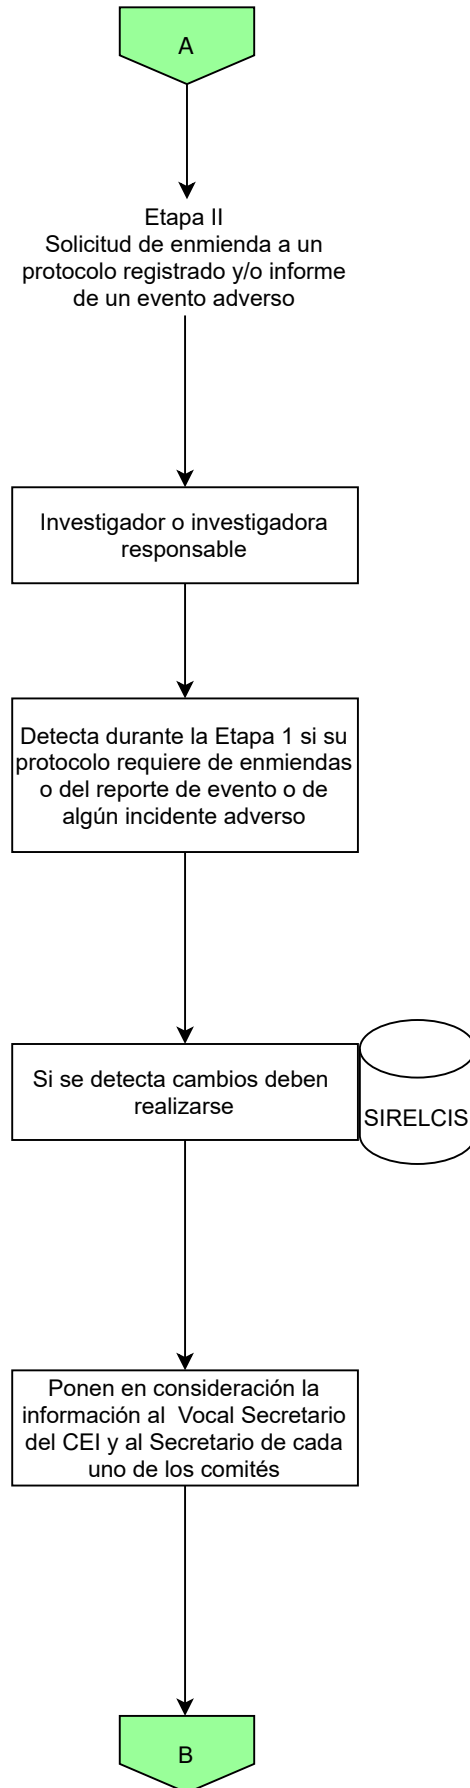 A
Etapa II
Solicitud de enmienda a un
protocolo registrado y/o informe
de un evento adverso
Investigador o investigadora
responsable
Detecta durante la Etapa 1 si su
protocolo requiere de enmiendas
o del reporte de evento o de
algún incidente adverso
Si se detecta cambios deben
realizarse
SIRELCIS
Ponen en consideración la
información al Vocal Secretario
del CEI y al Secretario de cada
uno de los comités
B